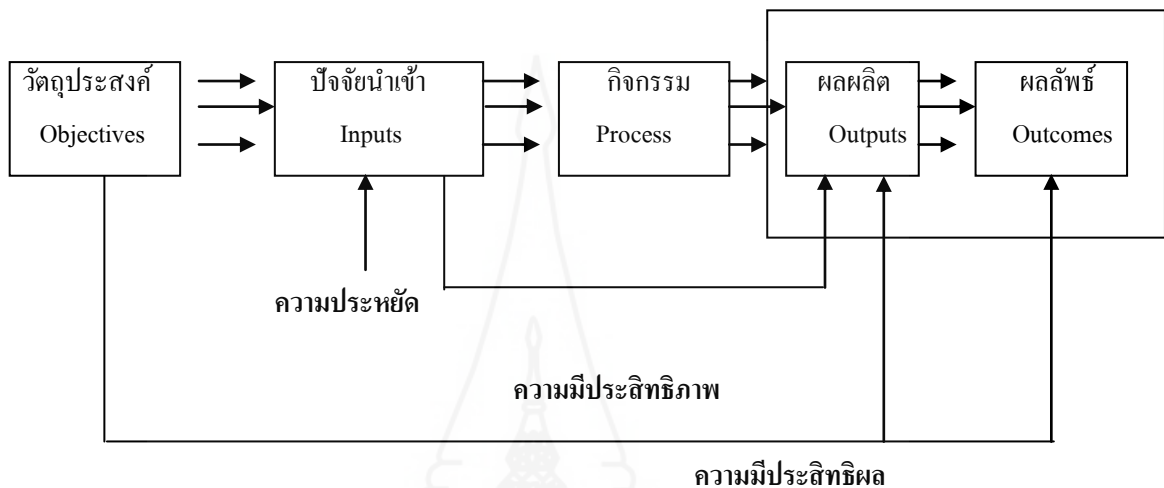 วัตถุประสงค์
Objectives
ปัจจัยนำเข้า
Inputs
กิจกรรม
Process
ผลผลิต
Outputs
ผลลัพธ์
Outcomes
ความประหยัด
ความมีประสิทธิภาพ
ความมีประสิทธิผล